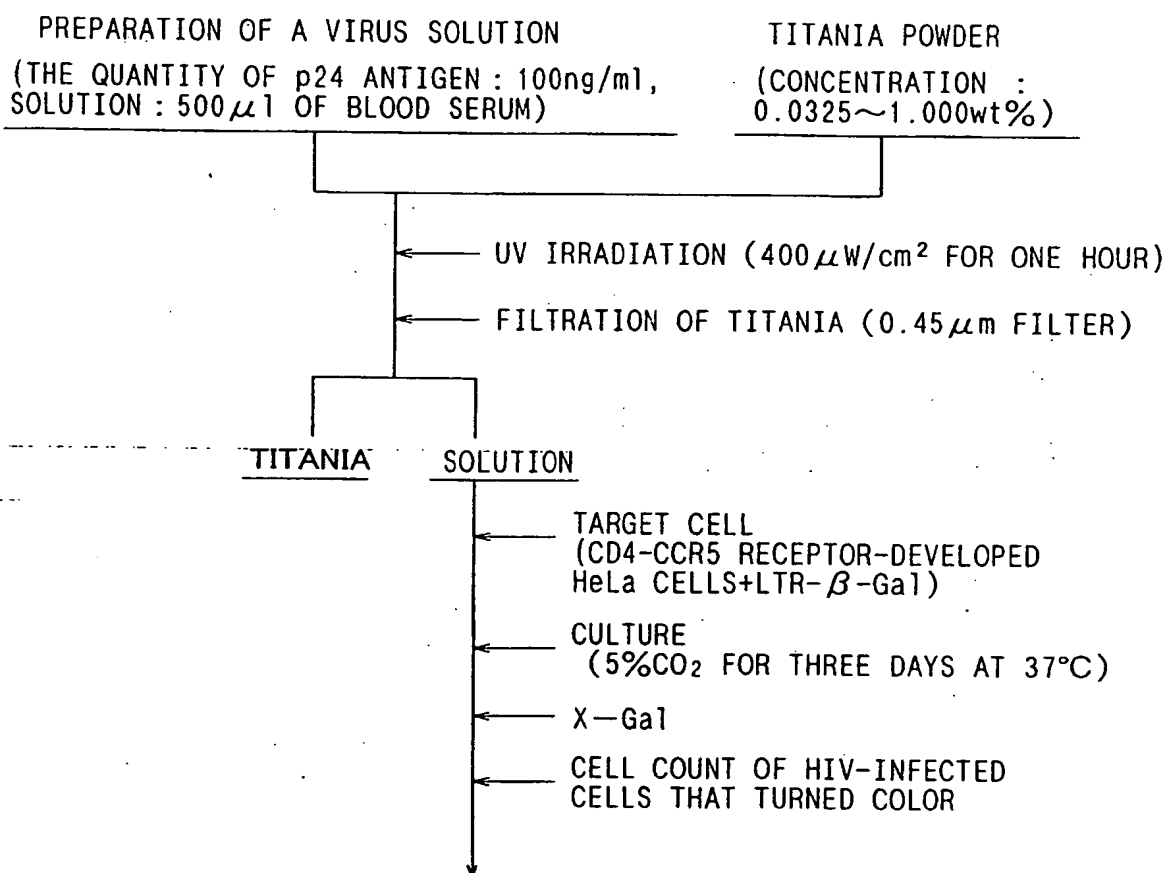 PREPARATION OF A VIRUS SOLUTION
(THE QUANTITY OF p24 ANTIGEN : 100ng/ml,
SOLUTION : 500μl OF BLOOD SERUM)
TITANIA POWDER
(CONCENTRATION :
0.0325~1.000wt%)
UV IRRADIATION (400μW/cm² FOR ONE HOUR)
FILTRATION OF TITANIA (0.45μm FILTER)
TITANIA
SOLUTION
TARGET CELL
(CD4-CCR5 RECEPTOR-DEVELOPED
HeLa CELLS+LTR-β-Gal)
CULTURE
(5%CO₂ FOR THREE DAYS AT 37℃)
X—Gal
CELL COUNT OF HIV-INFECTED
CELLS THAT TURNED COLOR